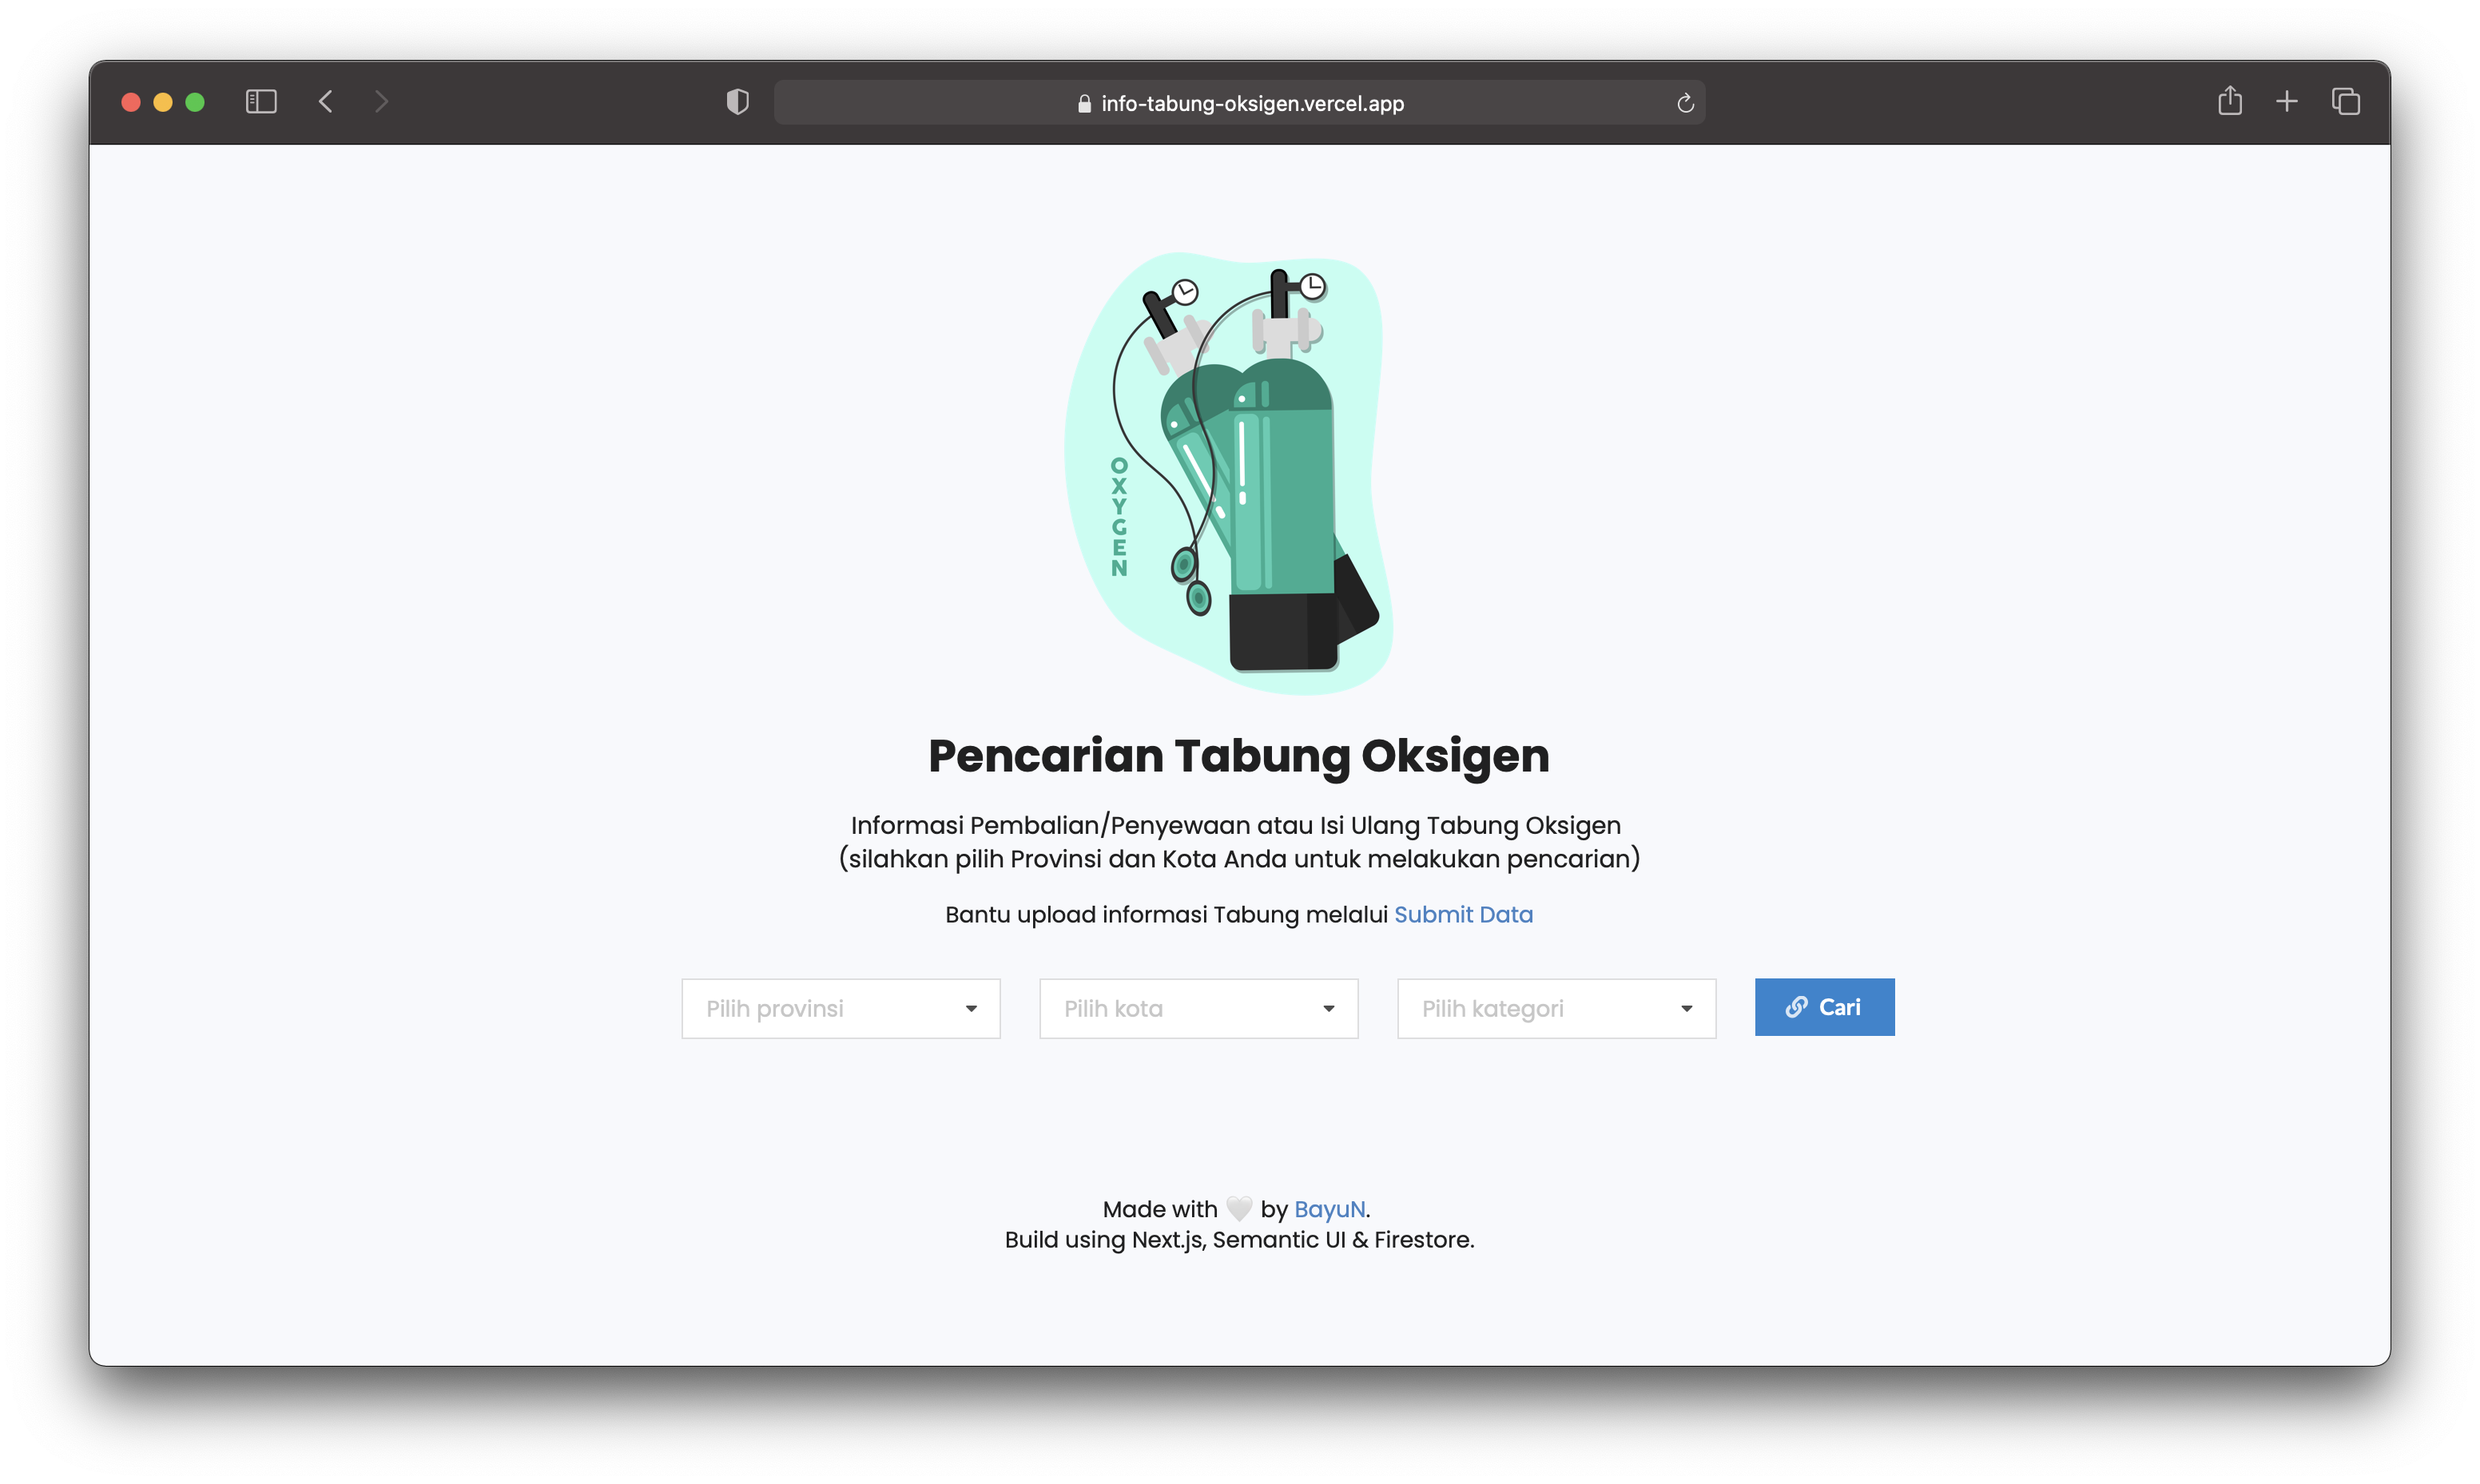 info-tabung-oksigen.vercel.app
OXYGEN
Pencarian Tabung Oksigen
Informasi Pembalian/Penyewaan atau Isi Ulang Tabung Oksigen
(silahkan pilih Provinsi dan Kota Anda untuk melakukan pencarian)
Bantu upload informasi Tabung melalui Submit Data
Pilih provinsi Pilih kota Pilih kategori Cari
Made with 🤍 by BayuN.
Build using Next.js, Semantic UI & Firestore.